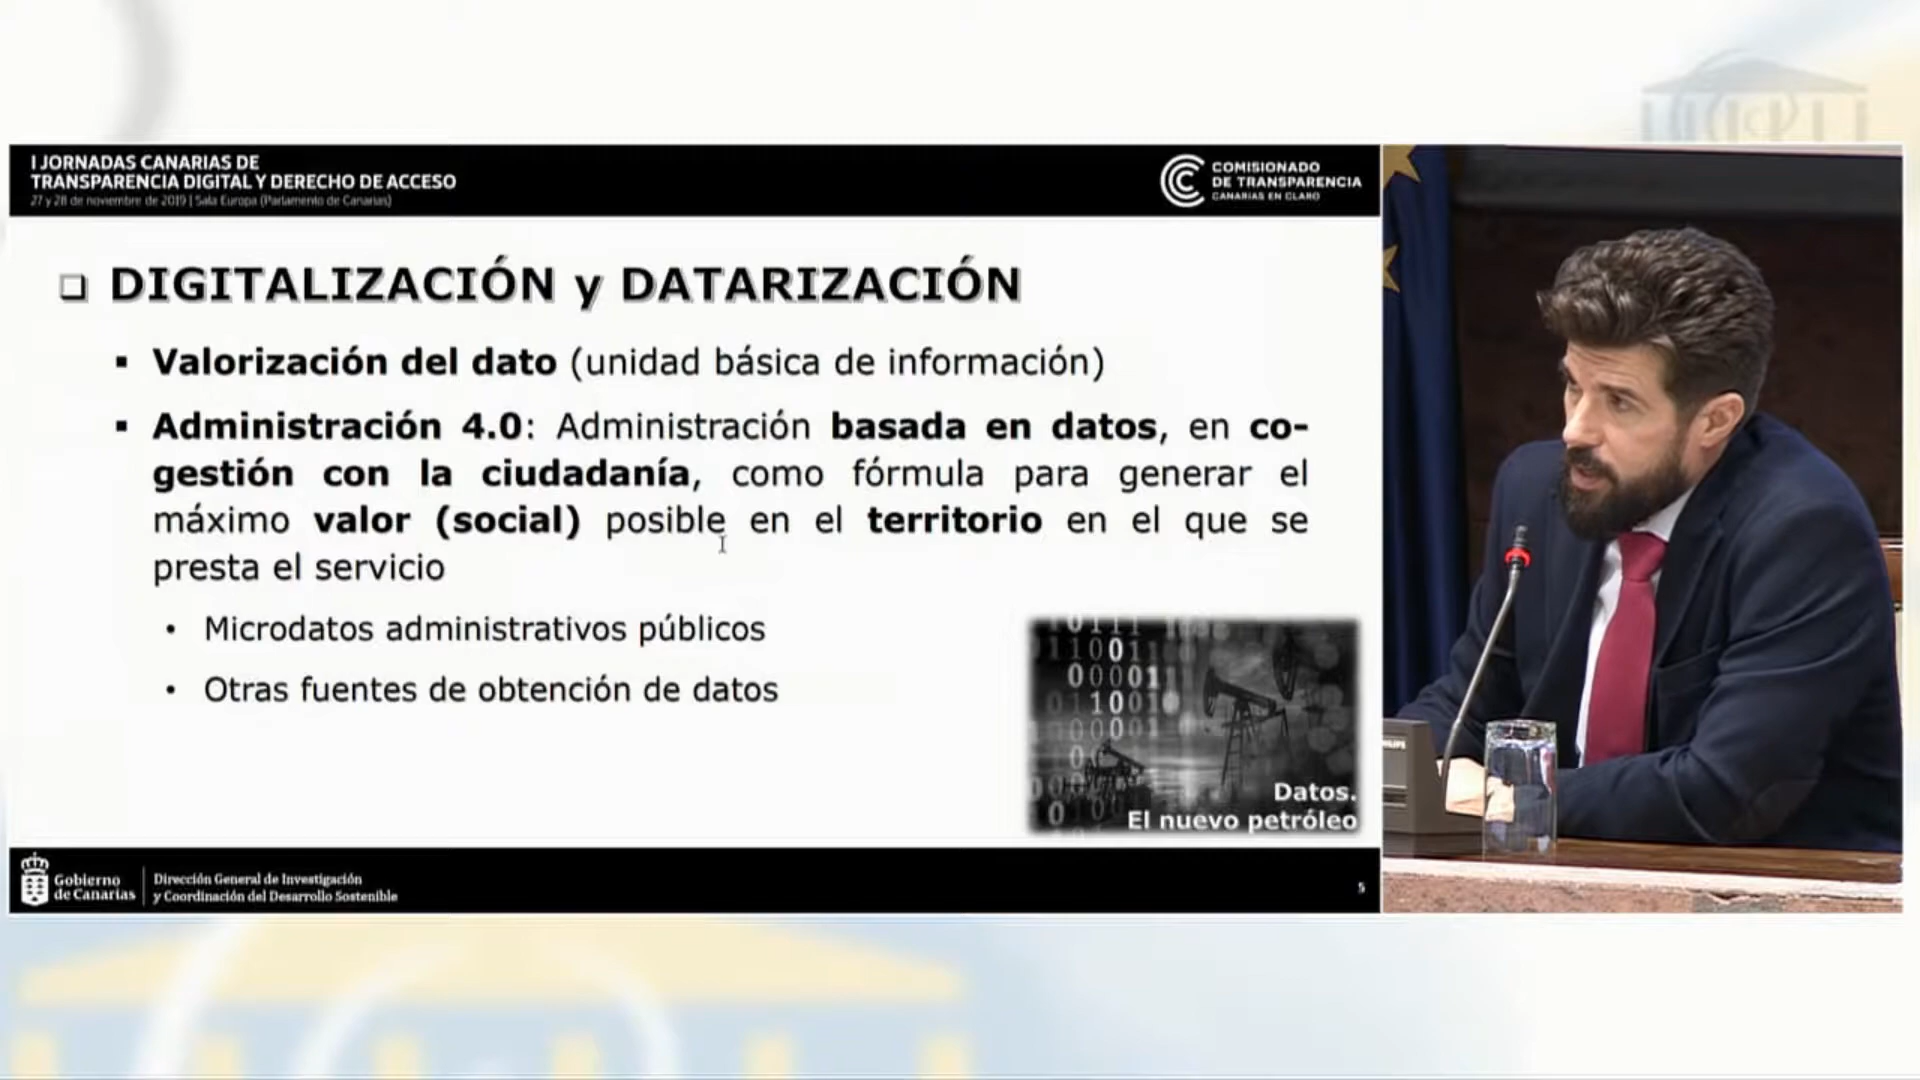 I JORNADAS CANARIAS DE
TRANSPARENCIA DIGITAL Y DERECHO DE ACCESO
27 y 28 de noviembre de 2019 | Sala Europa (Parlamento de Canarias)
COMISIONADO
DE TRANSPARENCIA
CANARIAS EN CLARO
DIGITALIZACIÓN y DATARIZACIÓN
Valorización del dato (unidad básica de información)
Administración 4.0: Administración basada en datos, en co-
gestión con la ciudadanía, como fórmula para generar el
máximo valor (social) posible en el territorio en el que se
presta el servicio
Microdatos administrativos públicos
Otras fuentes de obtención de datos
Datos.
El nuevo petróleo
Gobierno
de Canarias
Dirección General de Investigación
y Coordinación del Desarrollo Sostenible
5